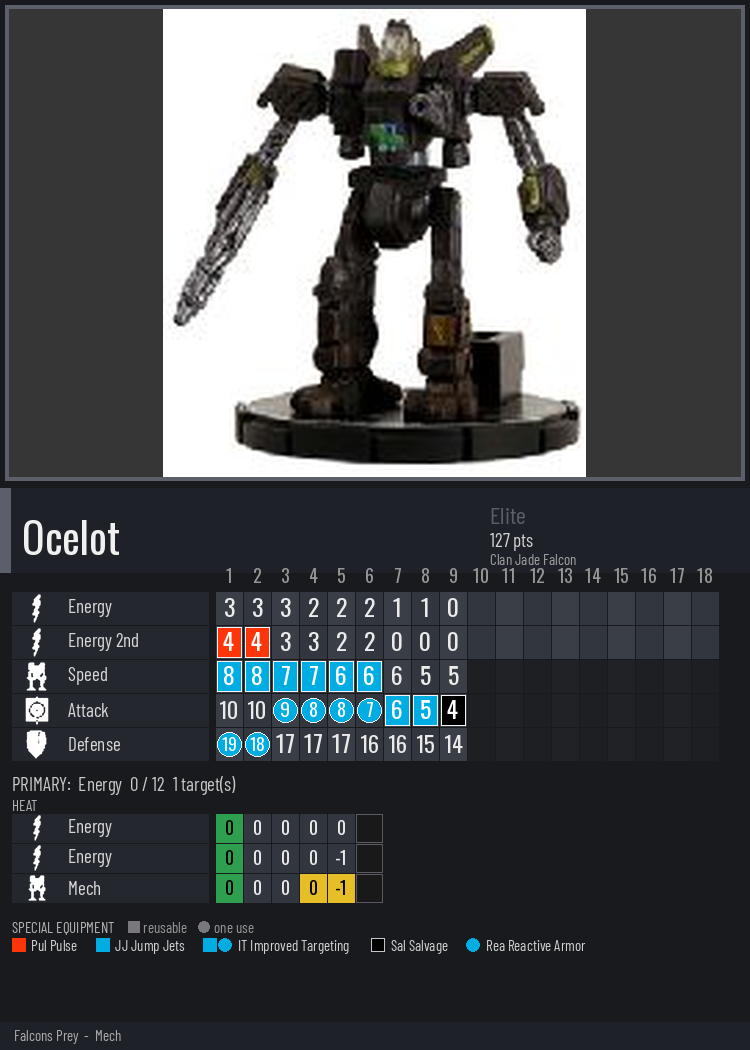 Ocelot
Elite
127 pts
Clan Jade Falcon
1 2 3 4 5 6 7 8 9 10 11 12 13 14 15 16 17 18
Energy 3 3 3 2 2 2 1 1 0
Energy 2nd 4 4 3 3 2 2 0 0 0
Speed 8 8 7 7 6 6 6 5 5
Attack 10 10 9 8 8 7 6 5 4
Defense 19 18 17 17 17 16 16 15 14
PRIMARY: Energy 0 / 12 1 target(s)
HEAT
Energy 0 0 0 0 0
Energy 0 0 0 0 -1
Mech 0 0 0 0 -1
SPECIAL EQUIPMENT reusable one use
Pul Pulse JJ Jump Jets IT Improved Targeting Sal Salvage Rea Reactive Armor
Falcons Prey - Mech